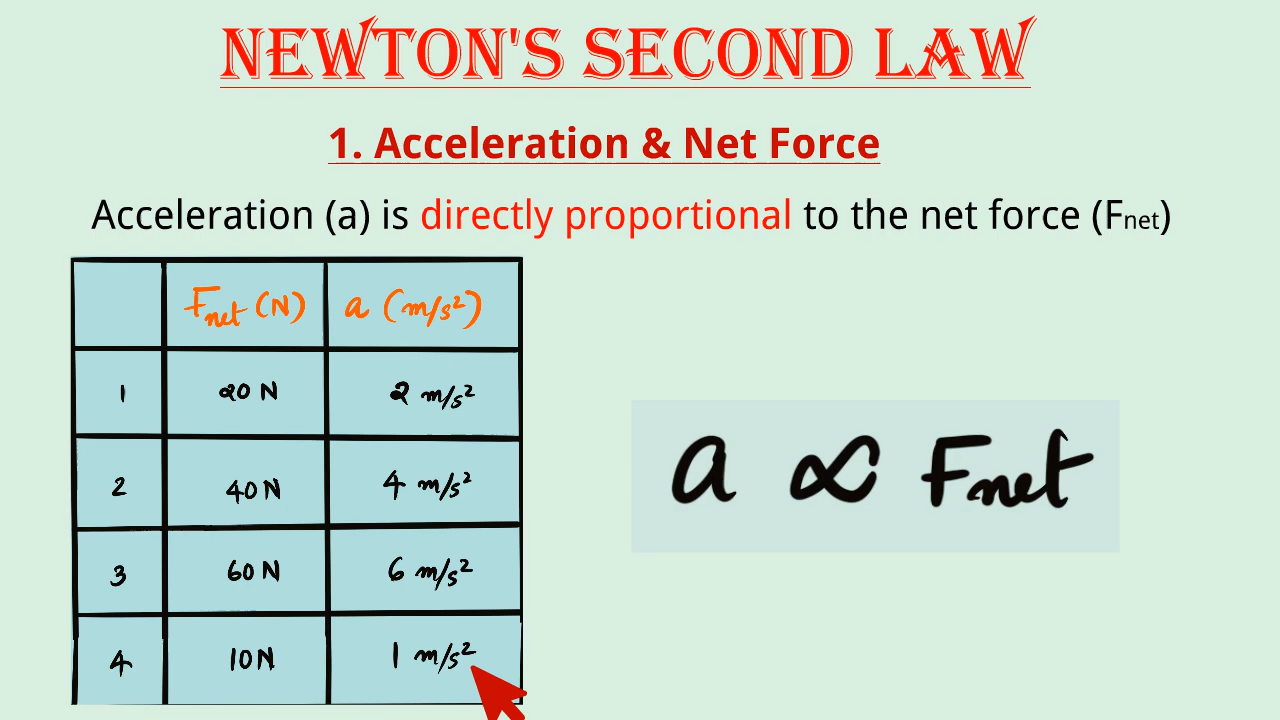 NEWTON'S SECOND LAW
1. Acceleration & Net Force
Acceleration (a) is directly proportional to the net force (Fnet)
Fnet (N) a (m/s²)
1 20 N 2 m/s²
2 40 N 4 m/s²
3 60 N 6 m/s²
4 10 N 1 m/s²
a ∝ Fnet